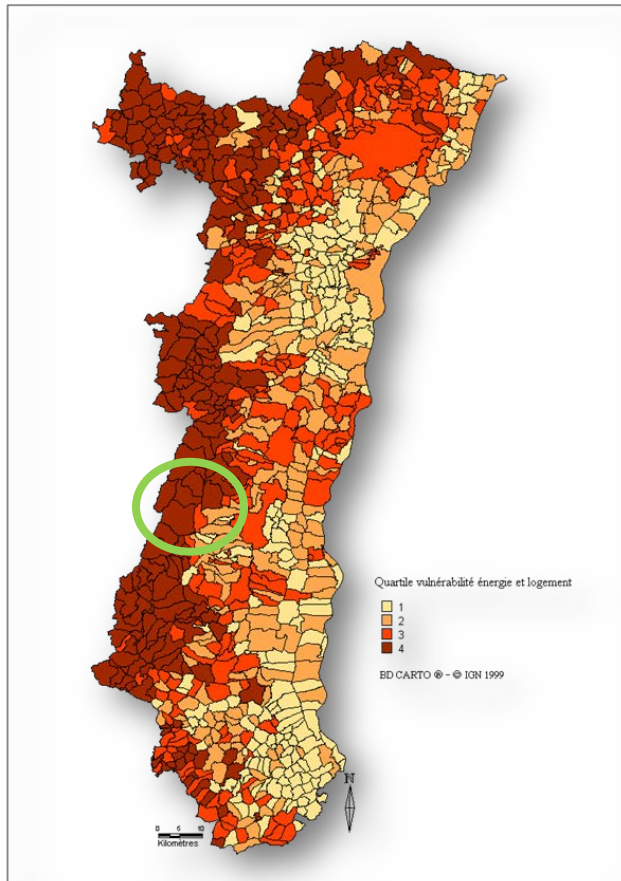 Quartile vulnérabilité énergie et logement
1
2
3
4
BD CARTO ® - © IGN 1999
N
0 5 10
Kilomètres